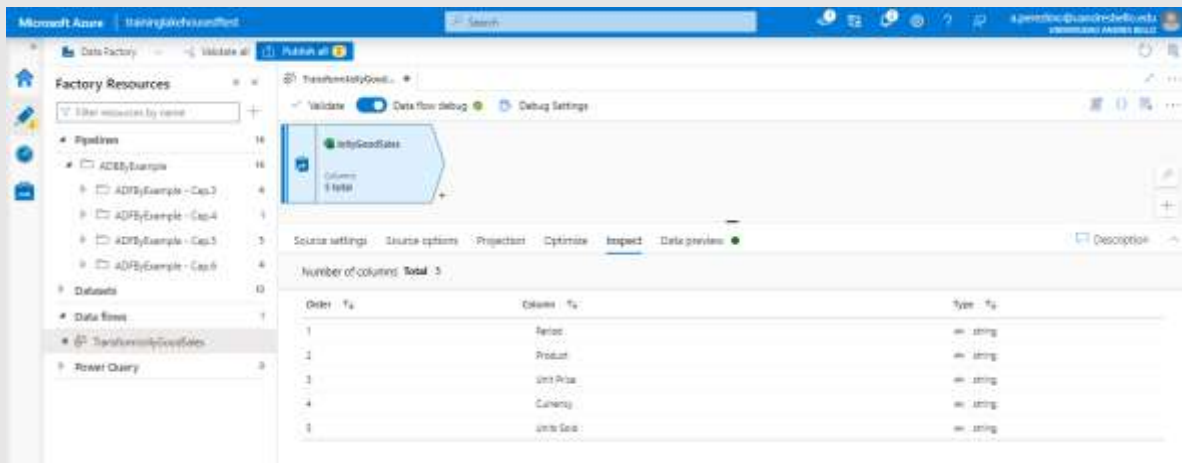 Microsoft Azure
Search
Data Factory
Validate all
Publish all
Factory Resources
Filter resources by name
Pipelines
ADFByExample - Cap.3
ADFByExample - Cap.4
ADFByExample - Cap.5
ADFByExample - Cap.6
Datasets
Data flows 1
Power Query
Validate
Data flow debug
Debug Settings
Columns
5 total
Source settings
Source options
Projection
Optimize
Inspect
Data preview
Description
Number of columns Total 5
Order
Column
Type
1 Period string
2 Product string
3 Unit Price string
4 Currency string
5 Units Sold string